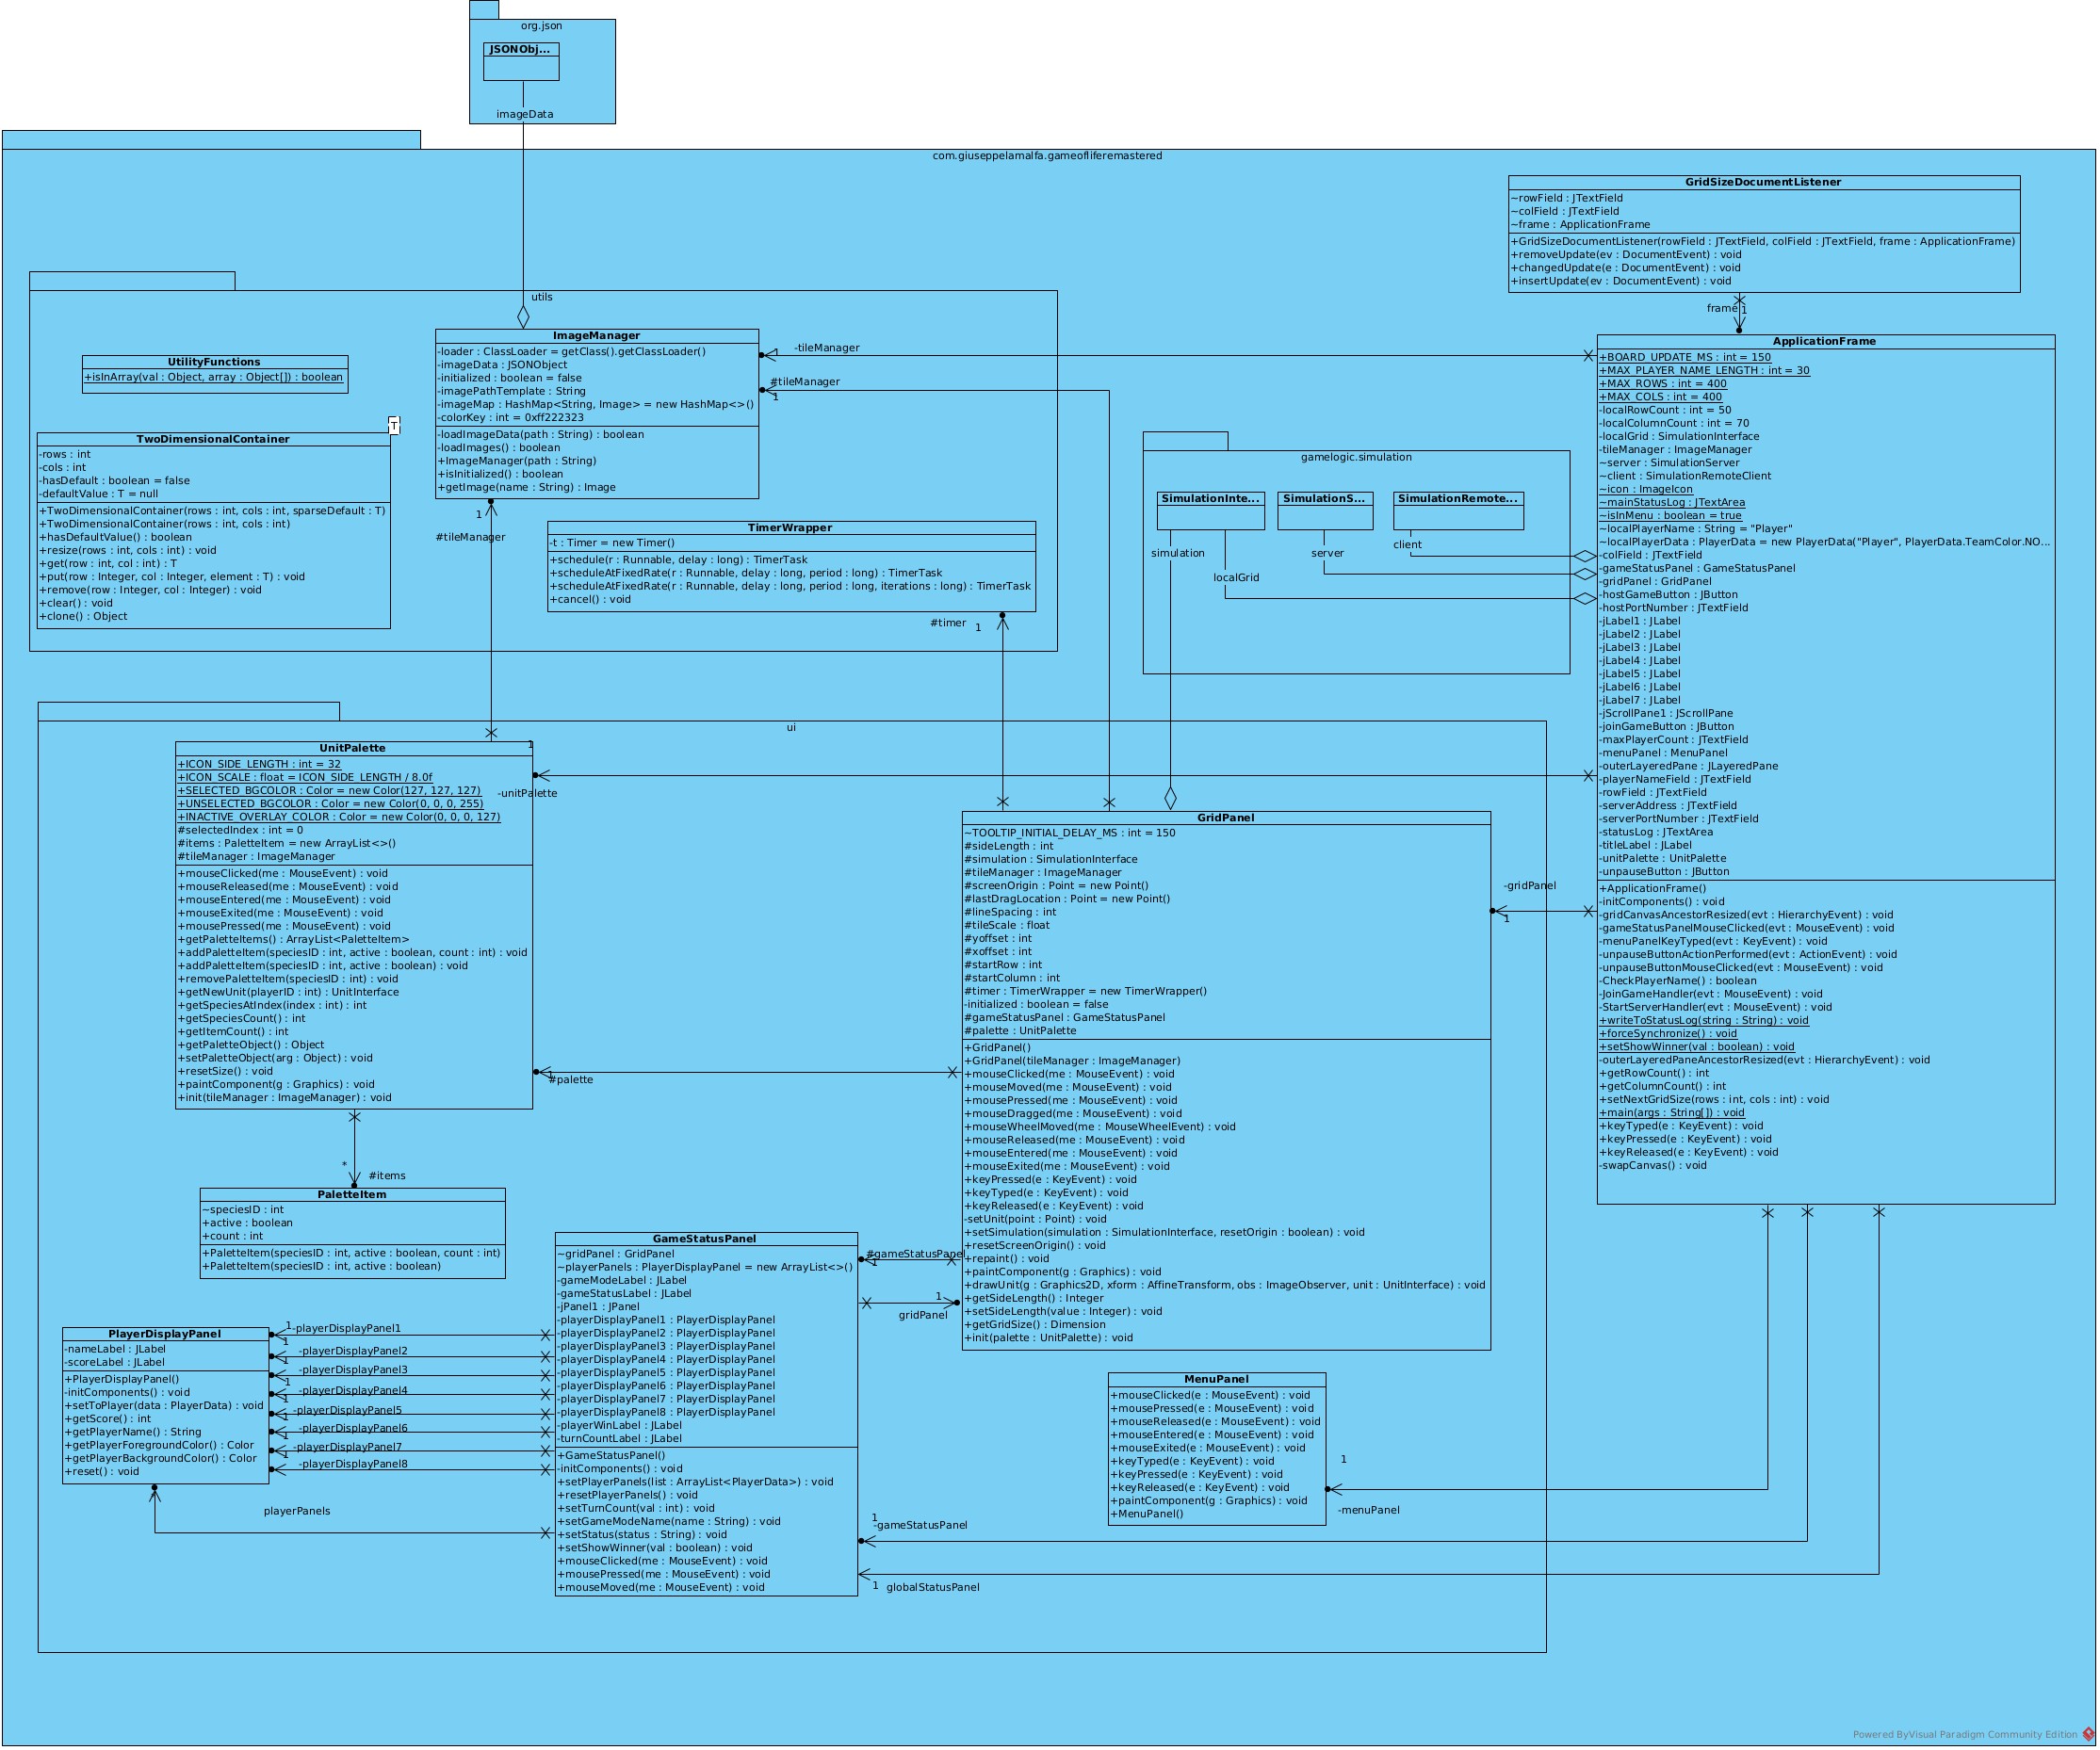 org.json
JSONObj...
imageData
com.giuseppelamalfa.gameofliferemastered
GridSizeDocumentListener
~rowField : JTextField
~colField : JTextField
~frame : ApplicationFrame
+GridSizeDocumentListener(rowField : JTextField, colField : JTextField, frame : ApplicationFrame)
+removeUpdate(ev : DocumentEvent) : void
+changedUpdate(e : DocumentEvent) : void
+insertUpdate(ev : DocumentEvent) : void
frame
1
utils
UtilityFunctions
+isInArray(val : Object, array : Object[]) : boolean
T
TwoDimensionalContainer
-rows : int
-cols : int
-hasDefault : boolean = false
-defaultValue : T = null
+TwoDimensionalContainer(rows : int, cols : int, sparseDefault : T)
+TwoDimensionalContainer(rows : int, cols : int)
+hasDefaultValue() : boolean
+resize(rows : int, cols : int) : void
+get(row : int, col : int) : T
+put(row : Integer, col : Integer, element : T) : void
+remove(row : Integer, col : Integer) : void
+clear() : void
+clone() : Object
ImageManager
-loader : ClassLoader = getClass().getClassLoader()
-imageData : JSONObject
-initialized : boolean = false
-imagePathTemplate : String
-imageMap : HashMap<String, Image> = new HashMap<>()
-colorKey : int = 0xff222323
-loadImageData(path : String) : boolean
-loadImages() : boolean
+ImageManager(path : String)
+isInitialized() : boolean
+getImage(name : String) : Image
-tileManager
1
#tileManager
1
1
#tileManager
TimerWrapper
-t : Timer = new Timer()
+schedule(r : Runnable, delay : long) : TimerTask
+scheduleAtFixedRate(r : Runnable, delay : long, period : long) : TimerTask
+scheduleAtFixedRate(r : Runnable, delay : long, period : long, iterations : long) : TimerTask
+cancel() : void
#timer
1
gamelogic.simulation
SimulationInte...
SimulationS...
SimulationRemote...
simulation
localGrid
server
client
ApplicationFrame
+BOARD_UPDATE_MS : int = 150
+MAX_PLAYER_NAME_LENGTH : int = 30
+MAX_ROWS : int = 400
+MAX_COLS : int = 400
-localRowCount : int = 50
-localColumnCount : int = 70
-localGrid : SimulationInterface
-tileManager : ImageManager
~server : SimulationServer
~client : SimulationRemoteClient
~icon : ImageIcon
~mainStatusLog : JTextArea
~isInMenu : boolean = true
~localPlayerName : String = "Player"
~localPlayerData : PlayerData = new PlayerData("Player", PlayerData.TeamColor.NO...
-colField : JTextField
-gameStatusPanel : GameStatusPanel
-gridPanel : GridPanel
-hostGameButton : JButton
-hostPortNumber : JTextField
-jLabel1 : JLabel
-jLabel2 : JLabel
-jLabel3 : JLabel
-jLabel4 : JLabel
-jLabel5 : JLabel
-jLabel6 : JLabel
-jLabel7 : JLabel
-jScrollPane1 : JScrollPane
-joinGameButton : JButton
-maxPlayerCount : JTextField
-menuPanel : MenuPanel
-outerLayeredPane : JLayeredPane
-playerNameField : JTextField
-rowField : JTextField
-serverAddress : JTextField
-serverPortNumber : JTextField
-statusLog : JTextArea
-titleLabel : JLabel
-unitPalette : UnitPalette
-unpauseButton : JButton
+ApplicationFrame()
-initComponents() : void
-gridCanvasAncestorResized(evt : HierarchyEvent) : void
-gameStatusPanelMouseClicked(evt : MouseEvent) : void
-menuPanelKeyTyped(evt : KeyEvent) : void
-unpauseButtonActionPerformed(evt : ActionEvent) : void
-unpauseButtonMouseClicked(evt : MouseEvent) : void
-CheckPlayerName() : boolean
-JoinGameHandler(evt : MouseEvent) : void
-StartServerHandler(evt : MouseEvent) : void
+writeToStatusLog(string : String) : void
+forceSynchronize() : void
+setShowWinner(val : boolean) : void
-outerLayeredPaneAncestorResized(evt : HierarchyEvent) : void
+getRowCount() : int
+getColumnCount() : int
+setNextGridSize(rows : int, cols : int) : void
+main(args : String[]) : void
+keyTyped(e : KeyEvent) : void
+keyPressed(e : KeyEvent) : void
+keyReleased(e : KeyEvent) : void
-swapCanvas() : void
ui
UnitPalette
+ICON_SIDE_LENGTH : int = 32
+ICON_SCALE : float = ICON_SIDE_LENGTH / 8.0f
+SELECTED_BGCOLOR : Color = new Color(127, 127, 127)
+UNSELECTED_BGCOLOR : Color = new Color(0, 0, 0, 255)
+INACTIVE_OVERLAY_COLOR : Color = new Color(0, 0, 0, 127)
#selectedIndex : int = 0
#items : PaletteItem = new ArrayList<>()
#tileManager : ImageManager
+mouseClicked(me : MouseEvent) : void
+mouseReleased(me : MouseEvent) : void
+mouseEntered(me : MouseEvent) : void
+mouseExited(me : MouseEvent) : void
+mousePressed(me : MouseEvent) : void
+getPaletteItems() : ArrayList<PaletteItem>
+addPaletteItem(speciesID : int, active : boolean, count : int) : void
+addPaletteItem(speciesID : int, active : boolean) : void
+removePaletteItem(speciesID : int) : void
+getNewUnit(playerID : int) : UnitInterface
+getSpeciesAtIndex(index : int) : int
+getSpeciesCount() : int
+getItemCount() : int
+getPaletteObject() : Object
+setPaletteObject(arg : Object) : void
+resetSize() : void
+paintComponent(g : Graphics) : void
+init(tileManager : ImageManager) : void
1
-unitPalette
1
#palette
*
#items
PaletteItem
~speciesID : int
+active : boolean
+count : int
+PaletteItem(speciesID : int, active : boolean, count : int)
+PaletteItem(speciesID : int, active : boolean)
GridPanel
~TOOLTIP_INITIAL_DELAY_MS : int = 150
#sideLength : int
#simulation : SimulationInterface
#tileManager : ImageManager
#screenOrigin : Point = new Point()
#lastDragLocation : Point = new Point()
#lineSpacing : int
#tileScale : float
#yoffset : int
#xoffset : int
#startRow : int
#startColumn : int
#timer : TimerWrapper = new TimerWrapper()
-initialized : boolean = false
#gameStatusPanel : GameStatusPanel
#palette : UnitPalette
+GridPanel()
+GridPanel(tileManager : ImageManager)
+mouseClicked(me : MouseEvent) : void
+mouseMoved(me : MouseEvent) : void
+mousePressed(me : MouseEvent) : void
+mouseDragged(me : MouseEvent) : void
+mouseWheelMoved(me : MouseWheelEvent) : void
+mouseReleased(me : MouseEvent) : void
+mouseEntered(me : MouseEvent) : void
+mouseExited(me : MouseEvent) : void
+keyPressed(e : KeyEvent) : void
+keyTyped(e : KeyEvent) : void
+keyReleased(e : KeyEvent) : void
-setUnit(point : Point) : void
+setSimulation(simulation : SimulationInterface, resetOrigin : boolean) : void
+resetScreenOrigin() : void
+repaint() : void
+paintComponent(g : Graphics) : void
+drawUnit(g : Graphics2D, xform : AffineTransform, obs : ImageObserver, unit : UnitInterface) : void
+getSideLength() : Integer
+setSideLength(value : Integer) : void
+getGridSize() : Dimension
+init(palette : UnitPalette) : void
-gridPanel
1
GameStatusPanel
~gridPanel : GridPanel
~playerPanels : PlayerDisplayPanel = new ArrayList<>()
-gameModeLabel : JLabel
-gameStatusLabel : JLabel
-jPanel1 : JPanel
-playerDisplayPanel1 : PlayerDisplayPanel
-playerDisplayPanel2 : PlayerDisplayPanel
-playerDisplayPanel3 : PlayerDisplayPanel
-playerDisplayPanel4 : PlayerDisplayPanel
-playerDisplayPanel5 : PlayerDisplayPanel
-playerDisplayPanel6 : PlayerDisplayPanel
-playerDisplayPanel7 : PlayerDisplayPanel
-playerDisplayPanel8 : PlayerDisplayPanel
-playerWinLabel : JLabel
-turnCountLabel : JLabel
+GameStatusPanel()
-initComponents() : void
+setPlayerPanels(list : ArrayList<PlayerData>) : void
+resetPlayerPanels() : void
+setTurnCount(val : int) : void
+setGameModeName(name : String) : void
+setStatus(status : String) : void
+setShowWinner(val : boolean) : void
+mouseClicked(me : MouseEvent) : void
+mousePressed(me : MouseEvent) : void
+mouseMoved(me : MouseEvent) : void
#gameStatusPanel
1
1
gridPanel
PlayerDisplayPanel
-nameLabel : JLabel
-scoreLabel : JLabel
+PlayerDisplayPanel()
-initComponents() : void
+setToPlayer(data : PlayerData) : void
+getScore() : int
+getPlayerName() : String
+getPlayerForegroundColor() : Color
+getPlayerBackgroundColor() : Color
+reset() : void
1
-playerDisplayPanel1
1
-playerDisplayPanel2
1
-playerDisplayPanel3
1
-playerDisplayPanel4
1
-playerDisplayPanel5
1
-playerDisplayPanel6
1
-playerDisplayPanel7
1
-playerDisplayPanel8
playerPanels
MenuPanel
+mouseClicked(e : MouseEvent) : void
+mousePressed(e : MouseEvent) : void
+mouseReleased(e : MouseEvent) : void
+mouseEntered(e : MouseEvent) : void
+mouseExited(e : MouseEvent) : void
+keyTyped(e : KeyEvent) : void
+keyPressed(e : KeyEvent) : void
+keyReleased(e : KeyEvent) : void
+paintComponent(g : Graphics) : void
+MenuPanel()
1
-menuPanel
1
-gameStatusPanel
1
globalStatusPanel
Powered ByVisual Paradigm Community Edition